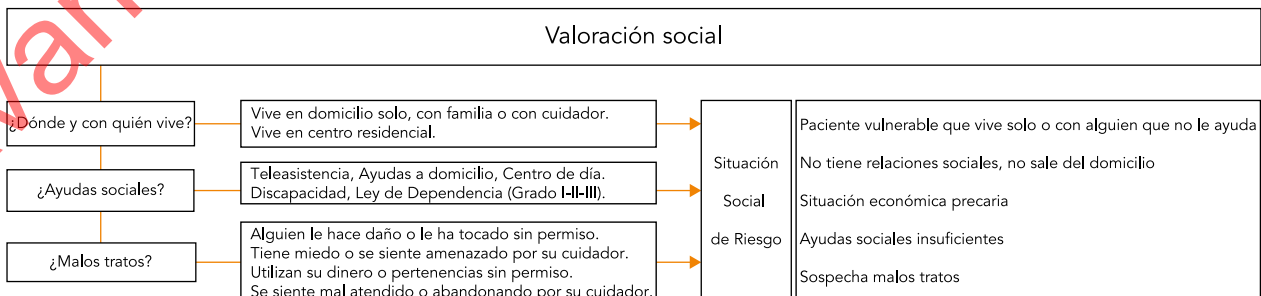 Valoración social
¿Dónde y con quién vive?
Vive en domicilio solo, con familia o con cuidador.
Vive en centro residencial.
¿Ayudas sociales?
Teleasistencia, Ayudas a domicilio, Centro de día.
Discapacidad, Ley de Dependencia (Grado I-II-III).
¿Malos tratos?
Alguien le hace daño o le ha tocado sin permiso.
Tiene miedo o se siente amenazado por su cuidador.
Utilizan su dinero o pertenencias sin permiso.
Se siente mal atendido o abandonando por su cuidador.
Situación
Social
de Riesgo
Paciente vulnerable que vive solo o con alguien que no le ayuda
No tiene relaciones sociales, no sale del domicilio
Situación económica precaria
Ayudas sociales insuficientes
Sospecha malos tratos